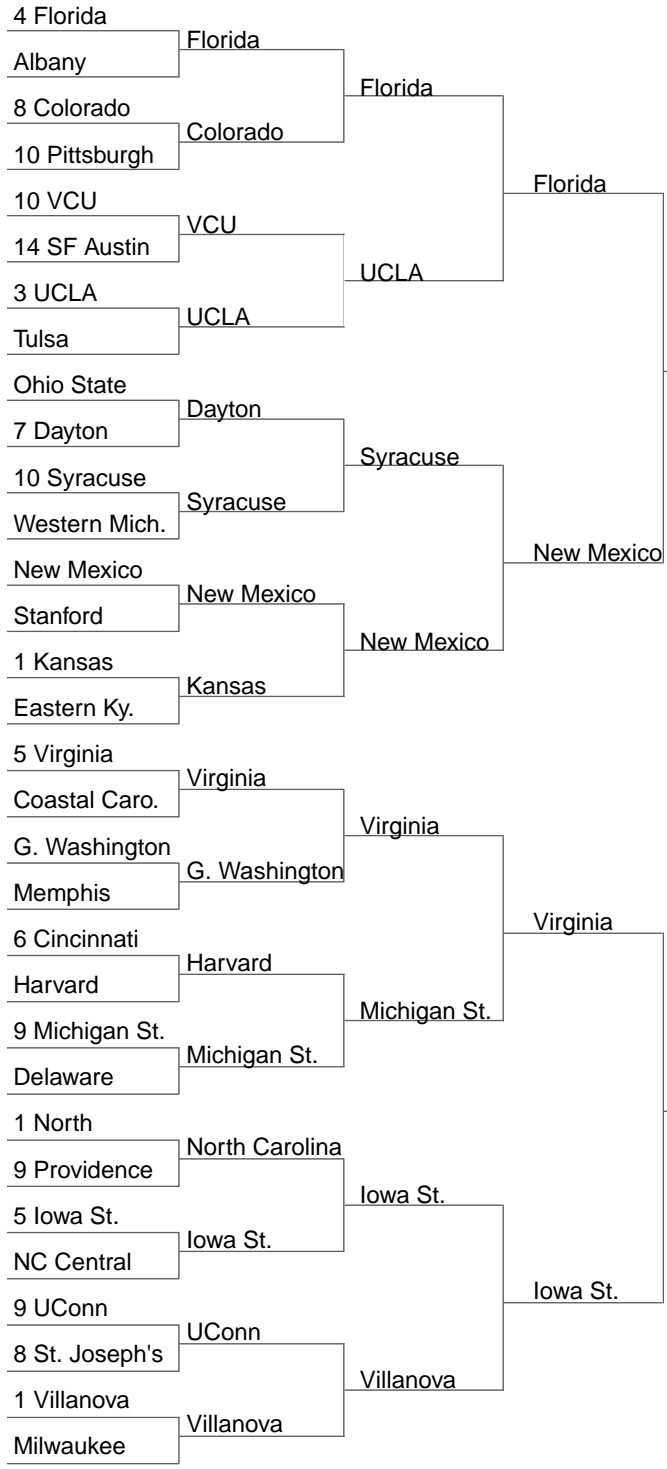 4 Florida
Albany
8 Colorado
10 Pittsburgh
10 VCU
14 SF Austin
3 UCLA
Tulsa
Ohio State
7 Dayton
10 Syracuse
Western Mich.
New Mexico
Stanford
1 Kansas
Eastern Ky.
5 Virginia
Coastal Caro.
G. Washington
Memphis
6 Cincinnati
Harvard
9 Michigan St.
Delaware
1 North
9 Providence
5 Iowa St.
NC Central
9 UConn
8 St. Joseph's
1 Villanova
Milwaukee
Florida
Colorado
VCU
UCLA
Dayton
Syracuse
New Mexico
Kansas
Virginia
G. Washington
Harvard
Michigan St.
North Carolina
Iowa St.
UConn
Villanova
Florida
UCLA
Syracuse
New Mexico
Virginia
Michigan St.
Iowa St.
Villanova
Florida
New Mexico
Virginia
Iowa St.